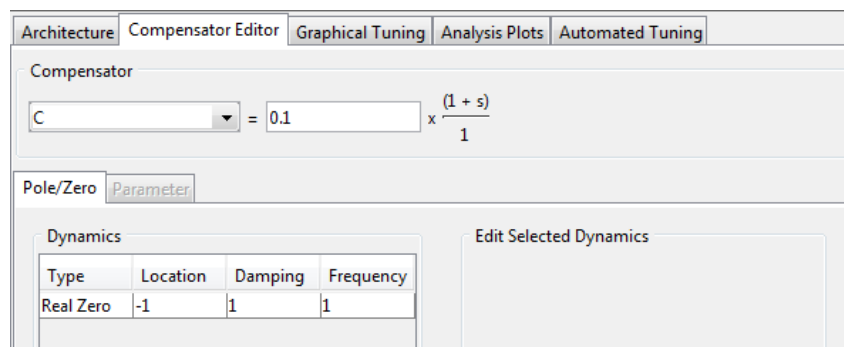 Architecture Compensator Editor Graphical Tuning Analysis Plots Automated Tuning
Compensator
C = 0.1 x (1 + s)
1
Pole/Zero Parameter
Dynamics Edit Selected Dynamics
Type Location Damping Frequency
Real Zero -1 1 1